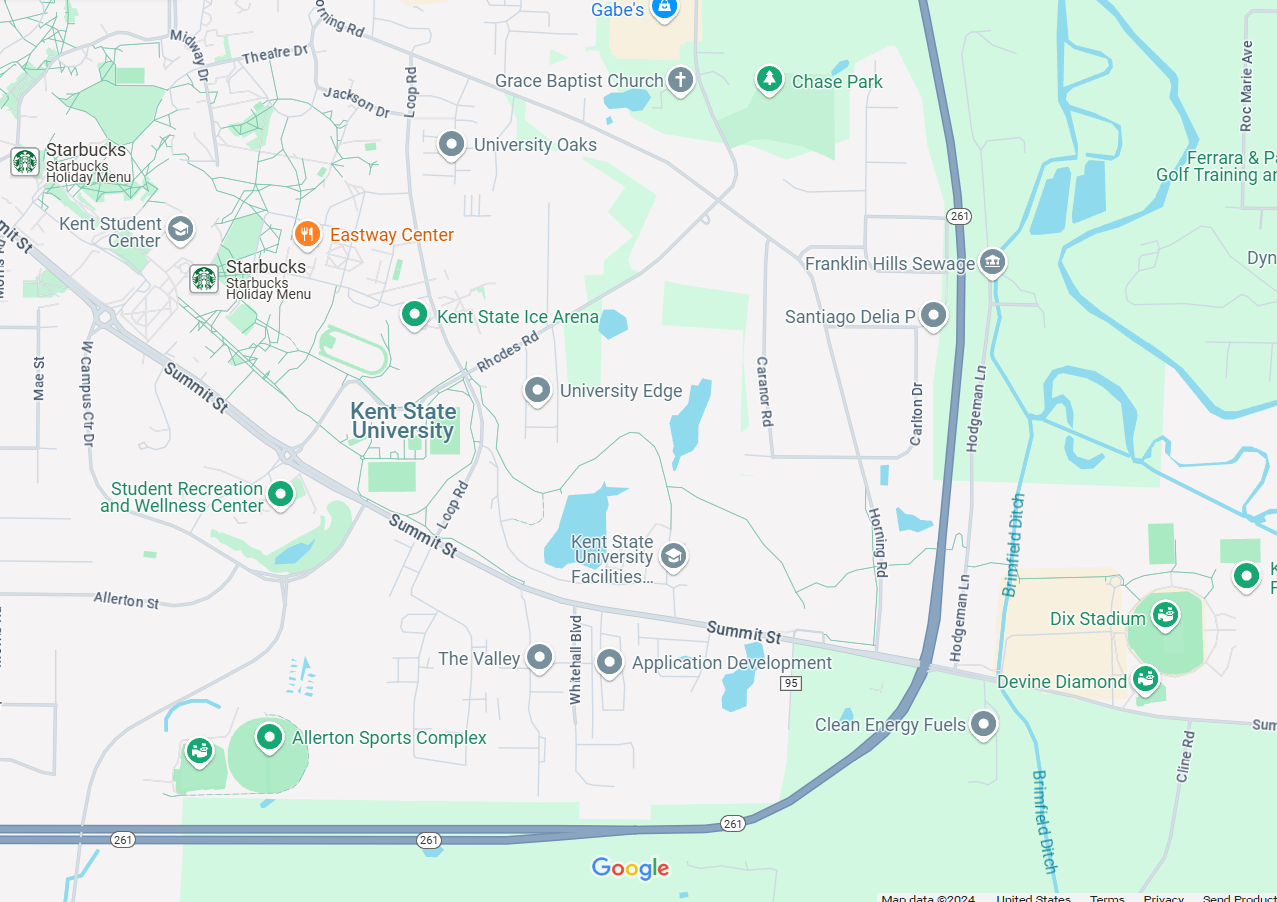 Gabe's
orning Rd
Midway Dr
Theatre Dr
Loop Rd
Grace Baptist Church
Chase Park
Roc Marie Ave
Jackson Dr
University Oaks
Starbucks
Starbucks
Holiday Menu
Ferrara & Pa
Golf Training an
Kent Student
Center
Eastway Center
261
mit St
Franklin Hills Sewage
Dyn
Starbucks
Starbucks
Holiday Menu
Kent State Ice Arena
Santiago Delia P
Rhodes Rd
Mae St
W Campus Ctr Dr
Summit St
University Edge
Caranor Rd
Carlton Dr
Hodgeman Ln
Kent State
University
Student Recreation
and Wellness Center
Loop Rd
Summit St
Horning Rd
Brimfield Ditch
Kent State
University
Facilities...
Allerton St
Hodgeman Ln
Dix Stadium
Summit St
The Valley
Whitehall Blvd
Application Development
95
Devine Diamond
Clean Energy Fuels
Sum
Allerton Sports Complex
Cline Rd
Brimfield Ditch
261
261
261
Google
Map data ©2024
United States
Terms
Privacy
Send Product